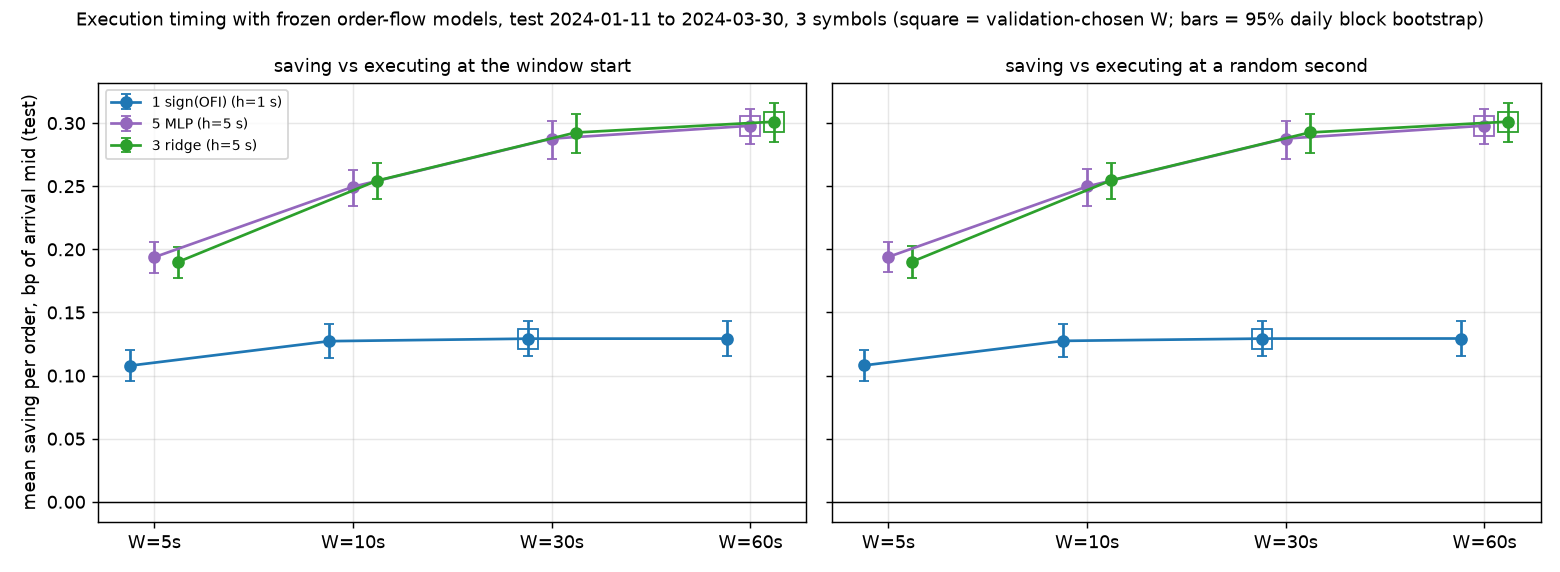 Execution timing with frozen order-flow models, test 2024-01-11 to 2024-03-30, 3 symbols (square = validation-chosen W; bars = 95% daily block bootstrap)
saving vs executing at the window start
saving vs executing at a random second
mean saving per order, bp of arrival mid (test)
1 sign(OFI) (h=1 s)
5 MLP (h=5 s)
3 ridge (h=5 s)
0.30
0.25
0.20
0.15
0.10
0.05
0.00
W=5s
W=10s
W=30s
W=60s
W=5s
W=10s
W=30s
W=60s